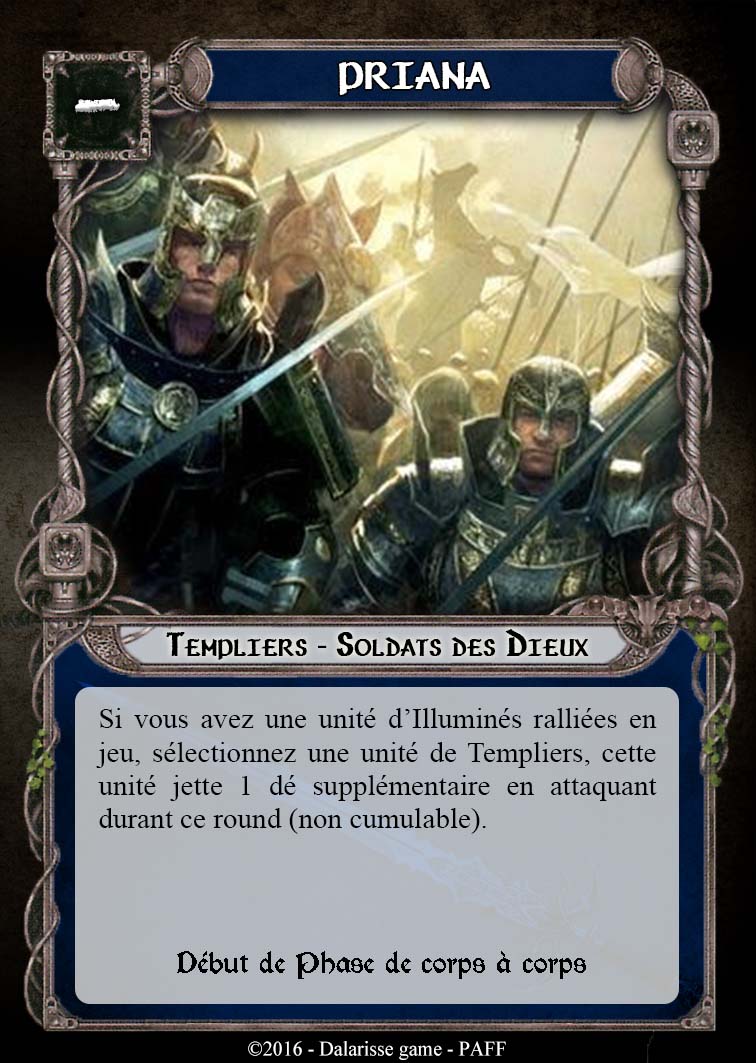 DRIANA
Templiers - Soldats des Dieux
Si vous avez une unité d’Illuminés ralliées en
jeu, sélectionnez une unité de Templiers, cette
unité jette 1 dé supplémentaire en attaquant
durant ce round (non cumulable).
Début de Phase de corps à corps
©2016 - Dalarisse game - PAFF